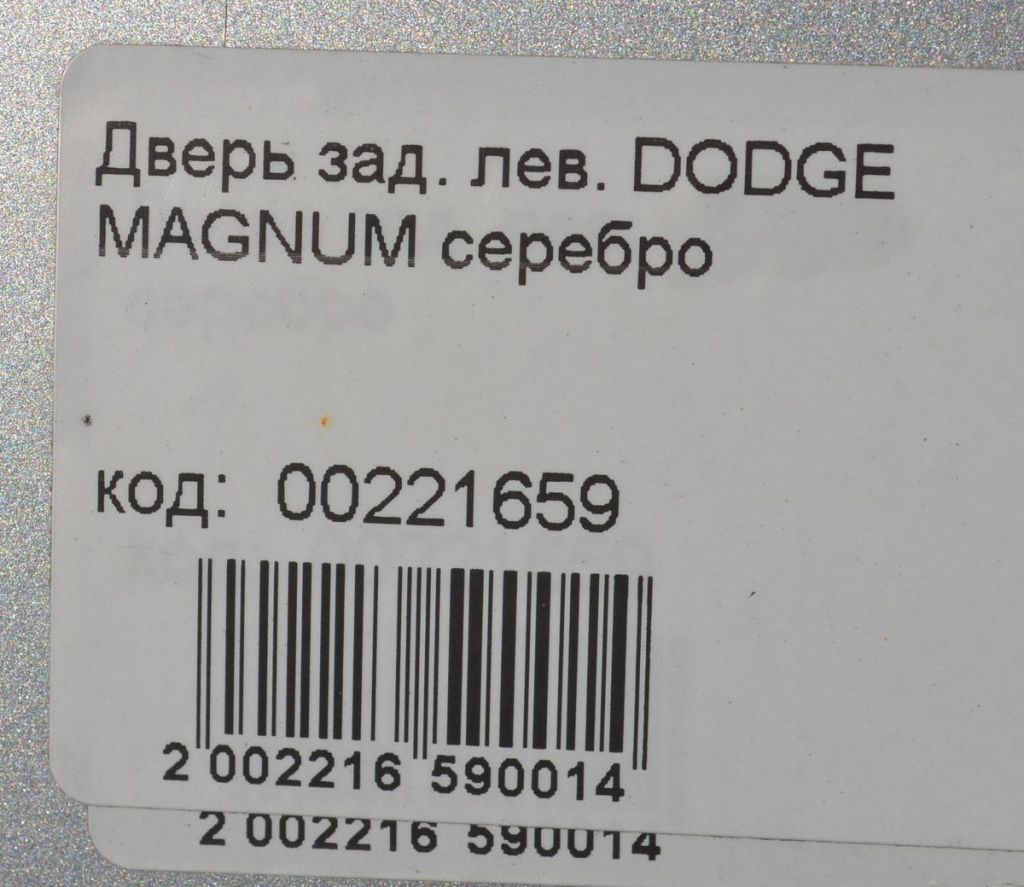 Дверь зад. лев. DODGE
MAGNUM серебро
код: 00221659
2 002216 590014
2 002216 590014